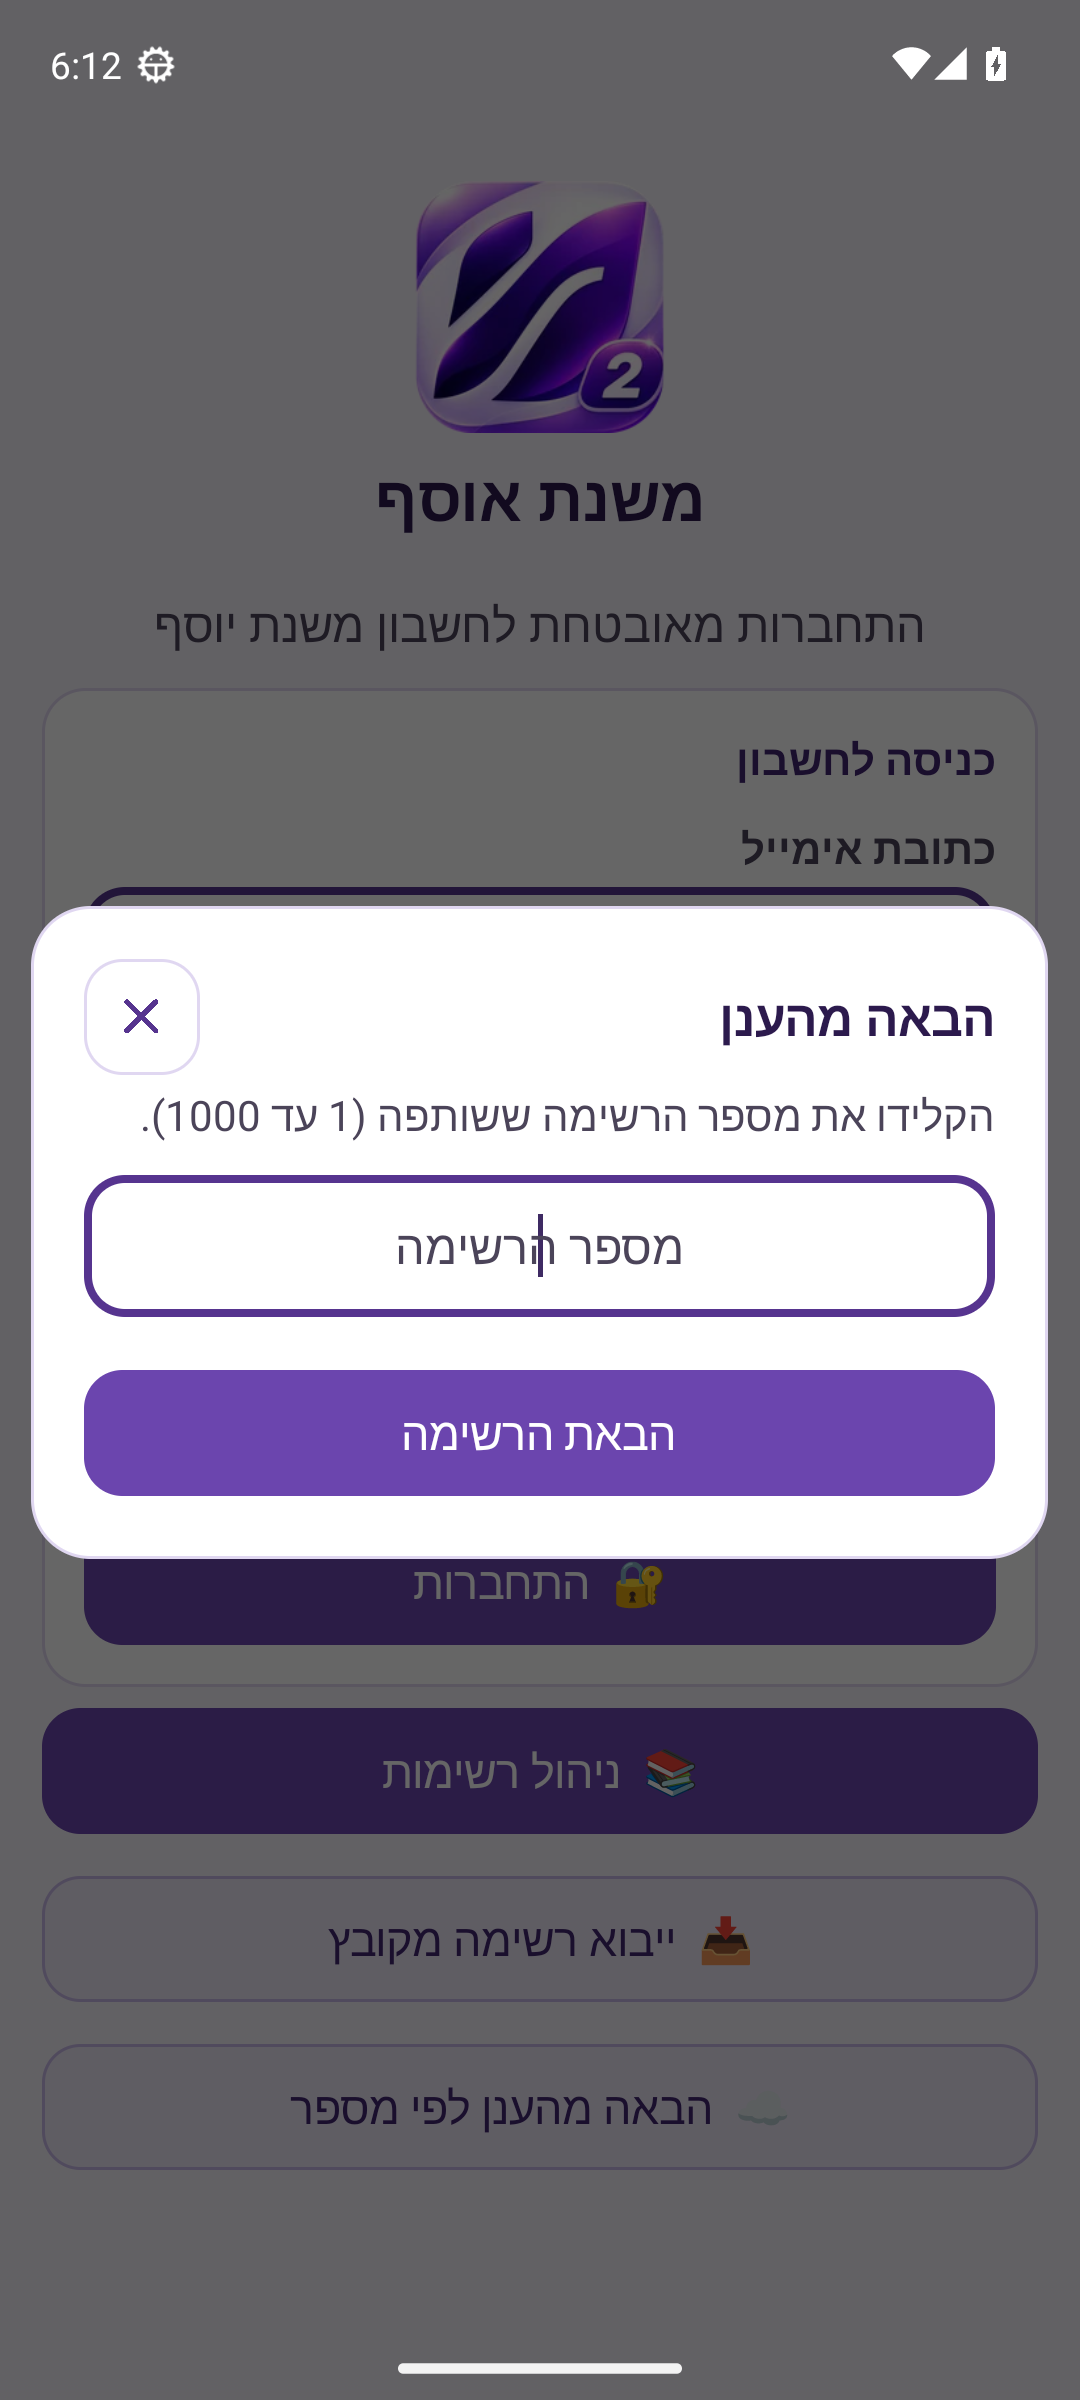 6:12
2
משנת אוסף
התחברות מאובטחת לחשבון משנת יוסף
כניסה לחשבון
כתובת אימייל
הבאה מהענן
הקלידו את מספר הרשימה ששותפה (1 עד 1000).
מספר הרשימה
הבאת הרשימה
התחברות
ניהול רשימות
ייבוא רשימה מקובץ
הבאה מהענן לפי מספר